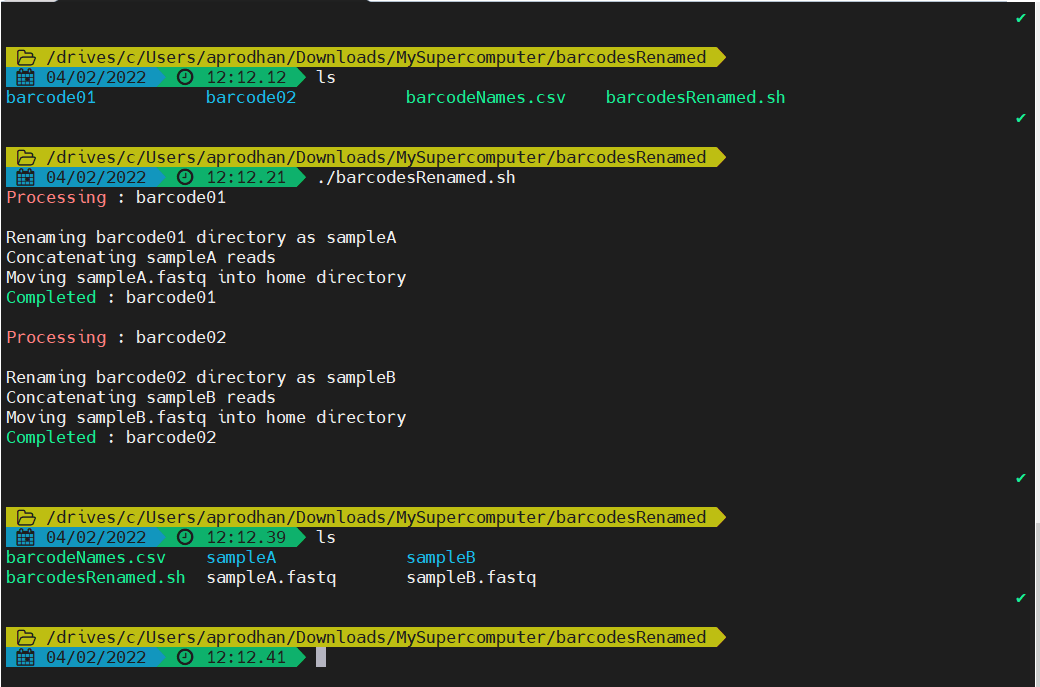 /drives/c/Users/aprodhan/Downloads/MySupercomputer/barcodesRenamed
04/02/2022 12:12.12 ls
barcode01 barcode02 barcodeNames.csv barcodesRenamed.sh
/drives/c/Users/aprodhan/Downloads/MySupercomputer/barcodesRenamed
04/02/2022 12:12.21 ./barcodesRenamed.sh
Processing : barcode01
Renaming barcode01 directory as sampleA
Concatenating sampleA reads
Moving sampleA.fastq into home directory
Completed : barcode01
Processing : barcode02
Renaming barcode02 directory as sampleB
Concatenating sampleB reads
Moving sampleB.fastq into home directory
Completed : barcode02
/drives/c/Users/aprodhan/Downloads/MySupercomputer/barcodesRenamed
04/02/2022 12:12.39 ls
barcodeNames.csv sampleA sampleB
barcodesRenamed.sh sampleA.fastq sampleB.fastq
/drives/c/Users/aprodhan/Downloads/MySupercomputer/barcodesRenamed
04/02/2022 12:12.41